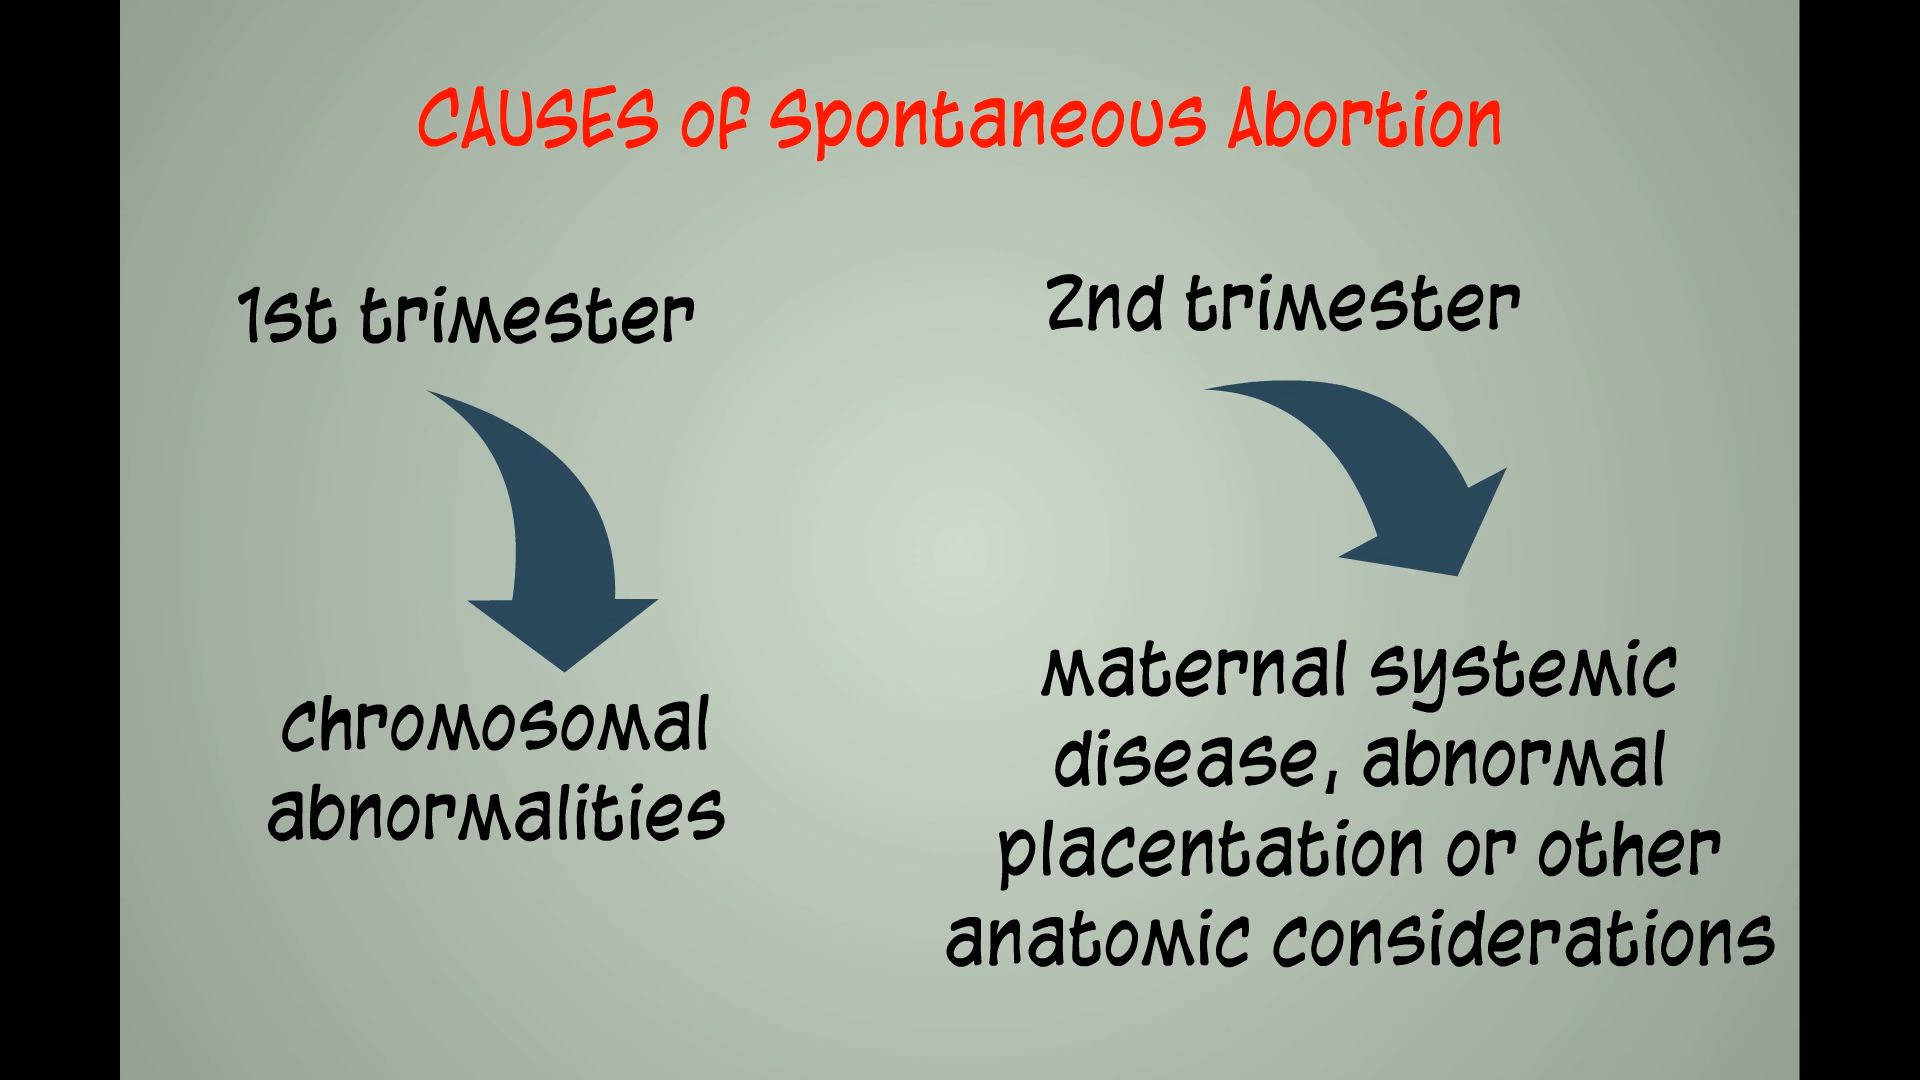 CAUSES of Spontaneous Abortion
1st trimester
chromosomal
abnormalities
2nd trimester
maternal systemic
disease, abnormal
placentation or other
anatomic considerations